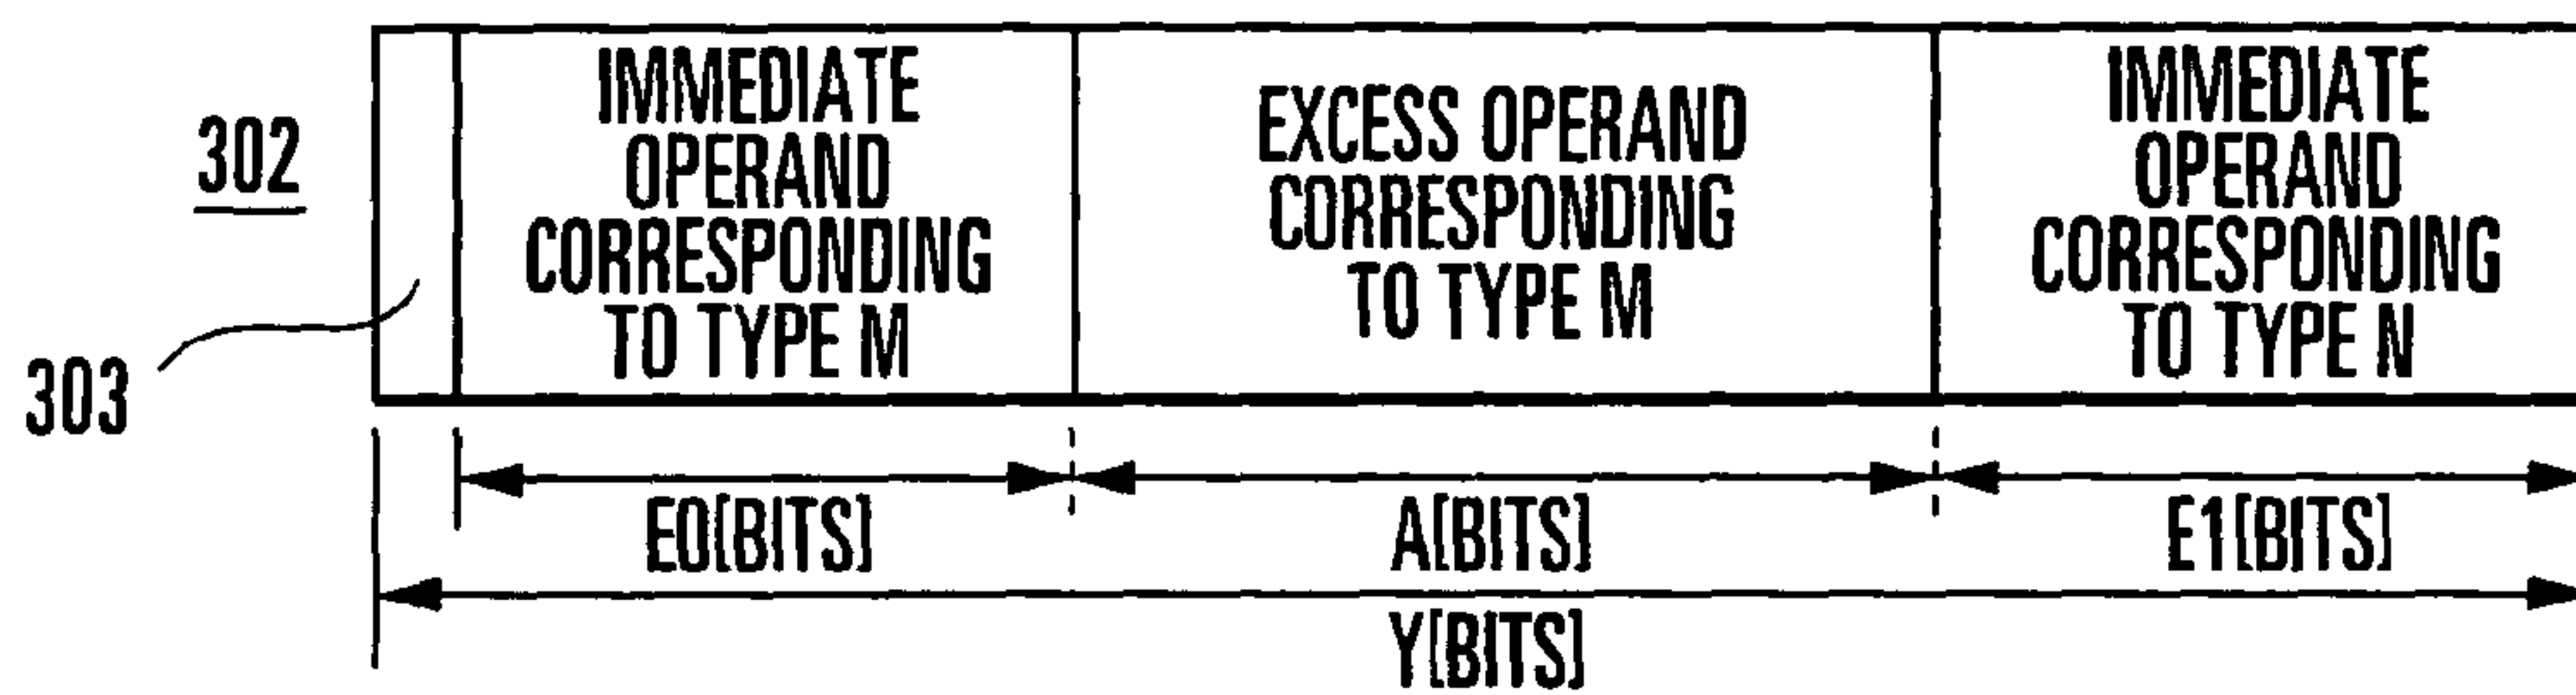 302
303
IMMEDIATE
OPERAND
CORRESPONDING
TO TYPE M
EXCESS OPERAND
CORRESPONDING
TO TYPE M
IMMEDIATE
OPERAND
CORRESPONDING
TO TYPE N
E0[BITS]
A[BITS]
E1[BITS]
Y[BITS]